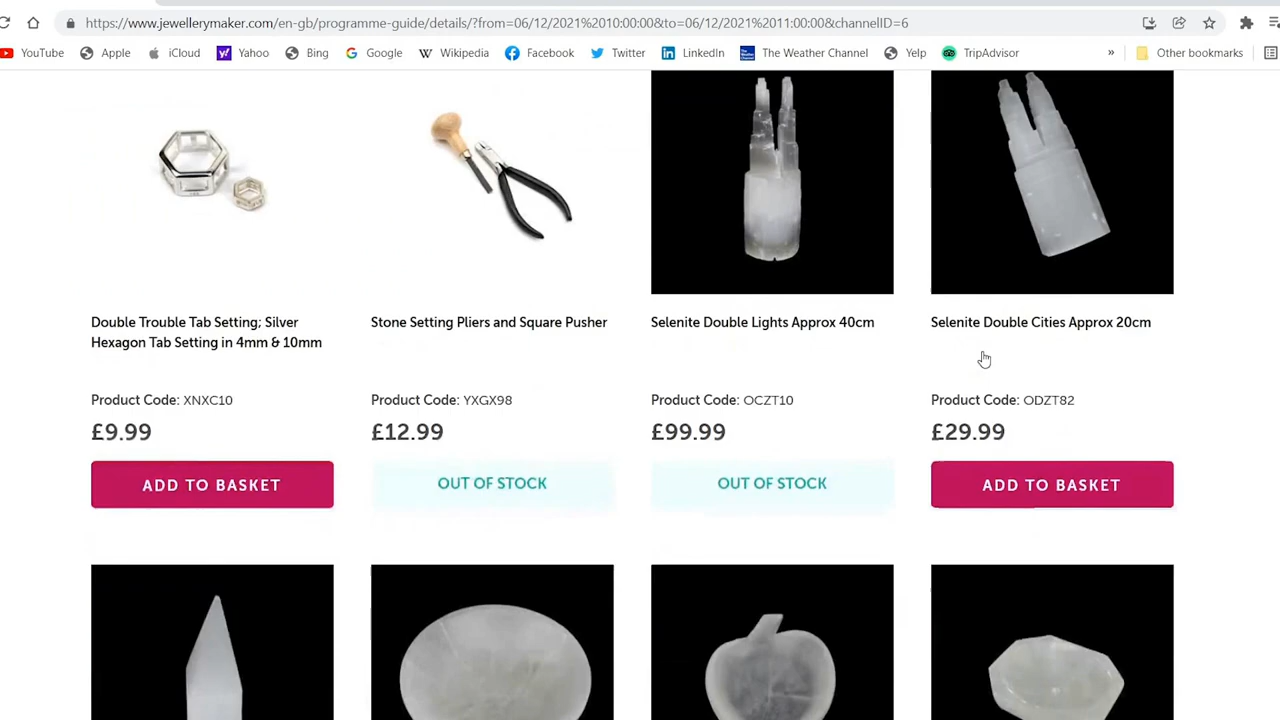 https://www.jewellerymaker.com/en-gb/programme-guide/details/?from=06/12/2021%2010:00:00&to=06/12/2021%2011:00:00&channelID=6
YouTube Apple iCloud Yahoo Bing Google Wikipedia Facebook Twitter LinkedIn The Weather Channel Yelp TripAdvisor » Other bookmarks
Double Trouble Tab Setting; Silver
Hexagon Tab Setting in 4mm & 10mm
Product Code: XNXC10
£9.99
ADD TO BASKET
Stone Setting Pliers and Square Pusher
Product Code: YXGX98
£12.99
OUT OF STOCK
Selenite Double Lights Approx 40cm
Product Code: OCZT10
£99.99
OUT OF STOCK
Selenite Double Cities Approx 20cm
Product Code: ODZT82
£29.99
ADD TO BASKET